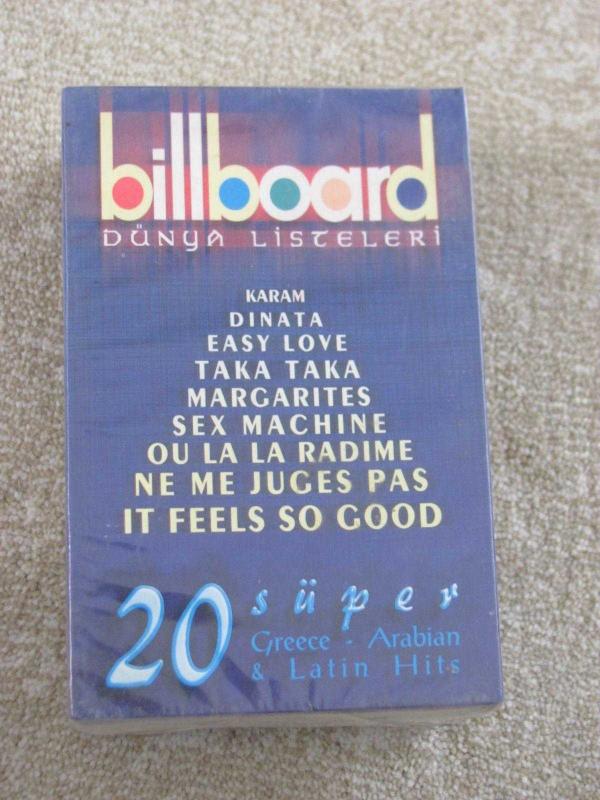 billboard
DÜNYA LİSTELERİ
KARAM
DINATA
EASY LOVE
TAKA TAKA
MARGARITES
SEX MACHINE
OU LA LA RADIME
NE ME JUGES PAS
IT FEELS SO GOOD
20 süper
Greece - Arabian
& Latin Hits